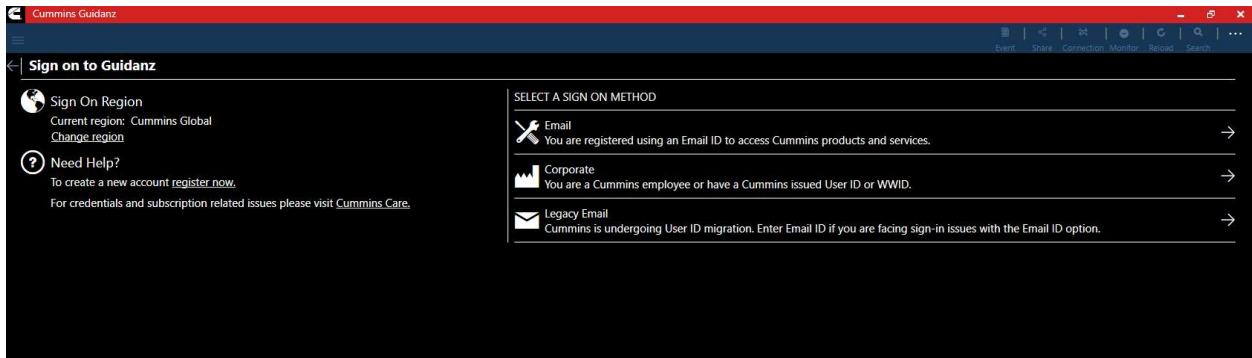 Cummins Guidanz
Event Share Connection Monitor Reload Search
Sign on to Guidanz
Sign On Region
Current region: Cummins Global
Change region
? Need Help?
To create a new account register now.
For credentials and subscription related issues please visit Cummins Care.
SELECT A SIGN ON METHOD
Email
You are registered using an Email ID to access Cummins products and services.
Corporate
You are a Cummins employee or have a Cummins issued User ID or WWID.
Legacy Email
Cummins is undergoing User ID migration. Enter Email ID if you are facing sign-in issues with the Email ID option.